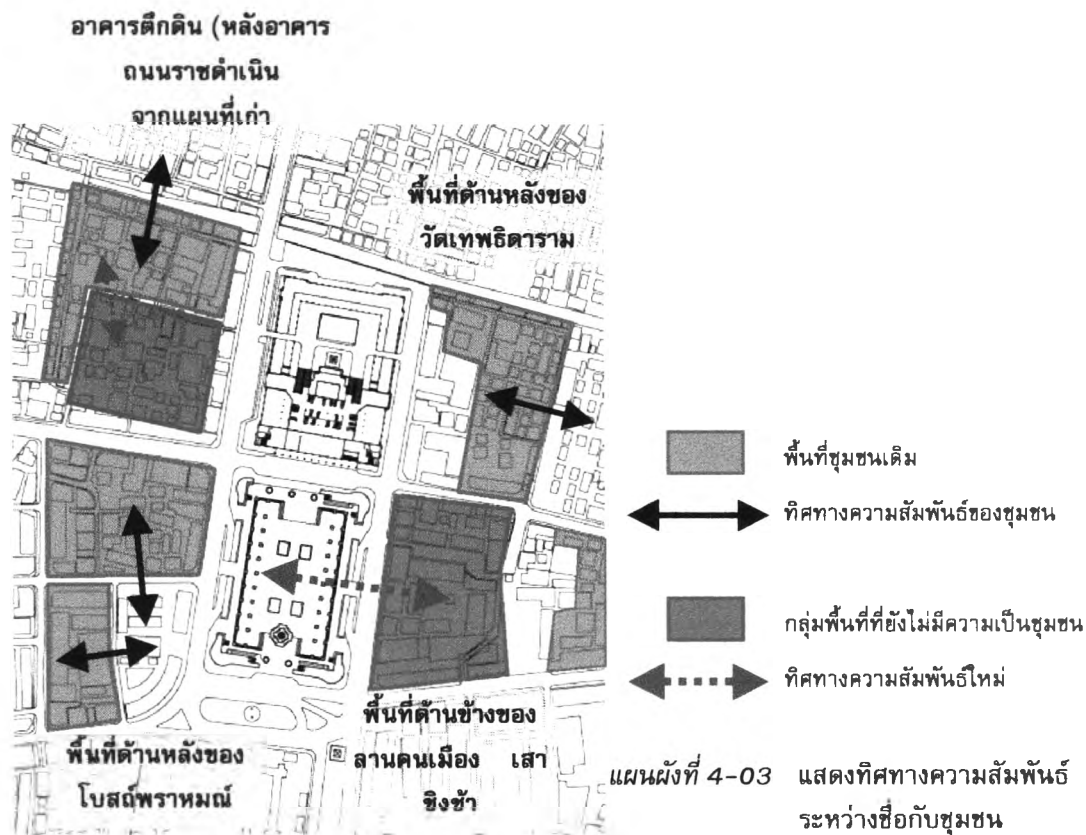 อาคารตึกดิน (หลังอาคาร
ถนนราชดำเนิน
จากแผนที่เก่า
พื้นที่ด้านหลังของ
วัดเทพธิดาราม
พื้นที่ชุมชนเดิม
ทิศทางความสัมพันธ์ของชุมชน
กลุ่มพื้นที่ที่ยังไม่มีความเป็นชุมชน
ทิศทางความสัมพันธ์ใหม่
พื้นที่ด้านหลังของ
โบสถ์พราหมณ์
พื้นที่ด้านข้างของ
ลานคนเมือง เสา
ชิงช้า
แผนผังที่ 4-03 แสดงทิศทางความสัมพันธ์
ระหว่างชื่อกับชุมชน